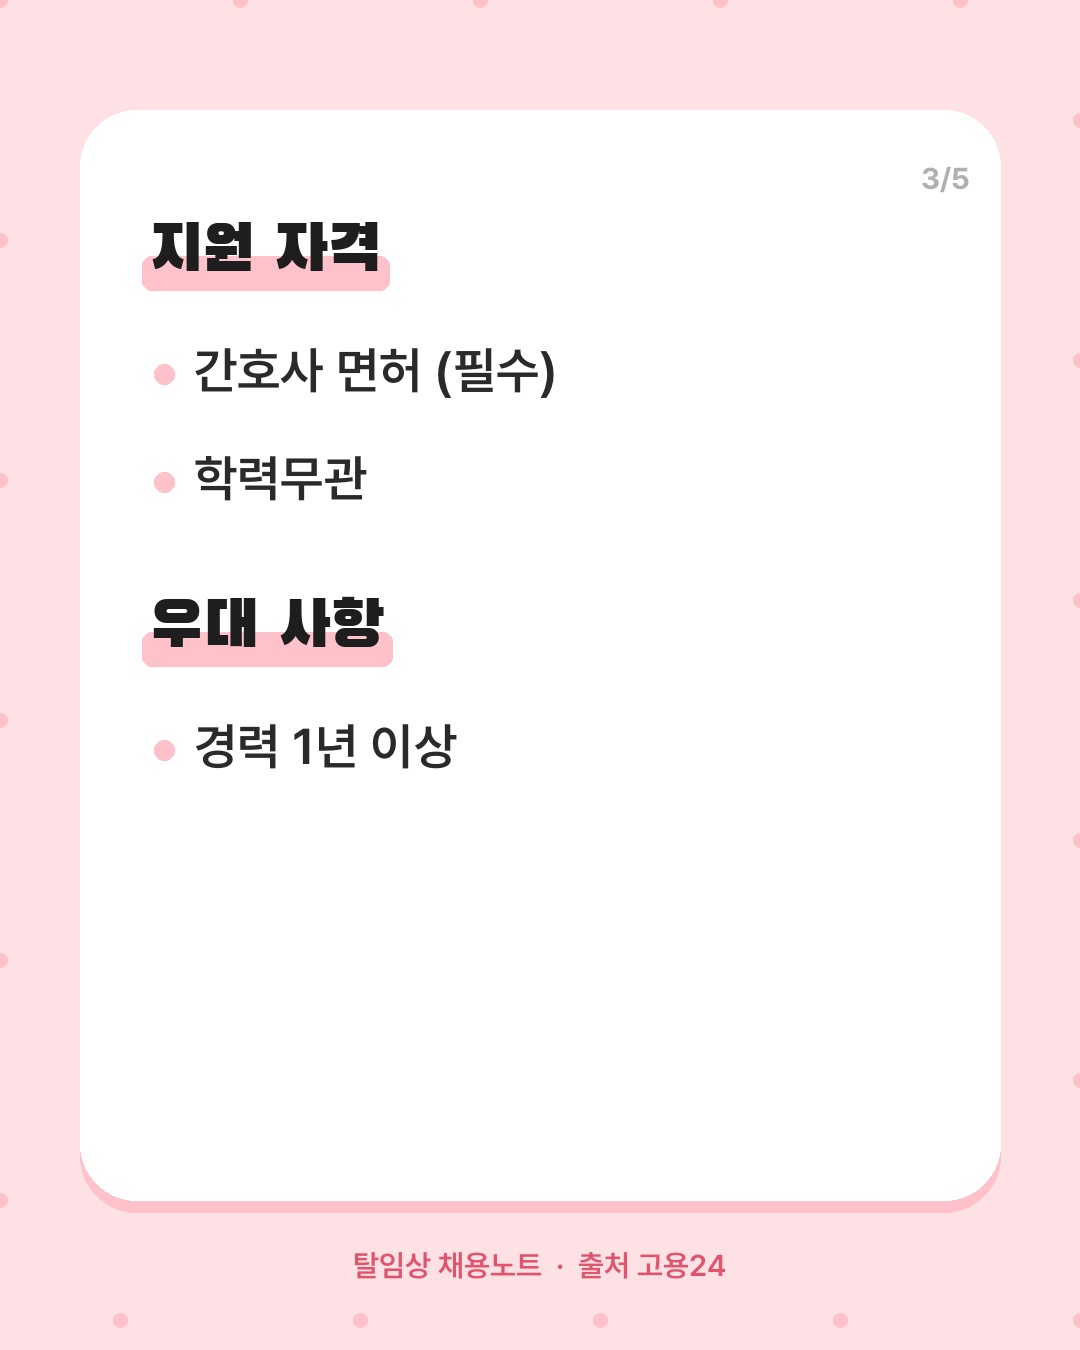 3/5
지원 자격
간호사 면허 (필수)
학력무관
우대 사항
경력 1년 이상
탈임상 채용노트 · 출처 고용24